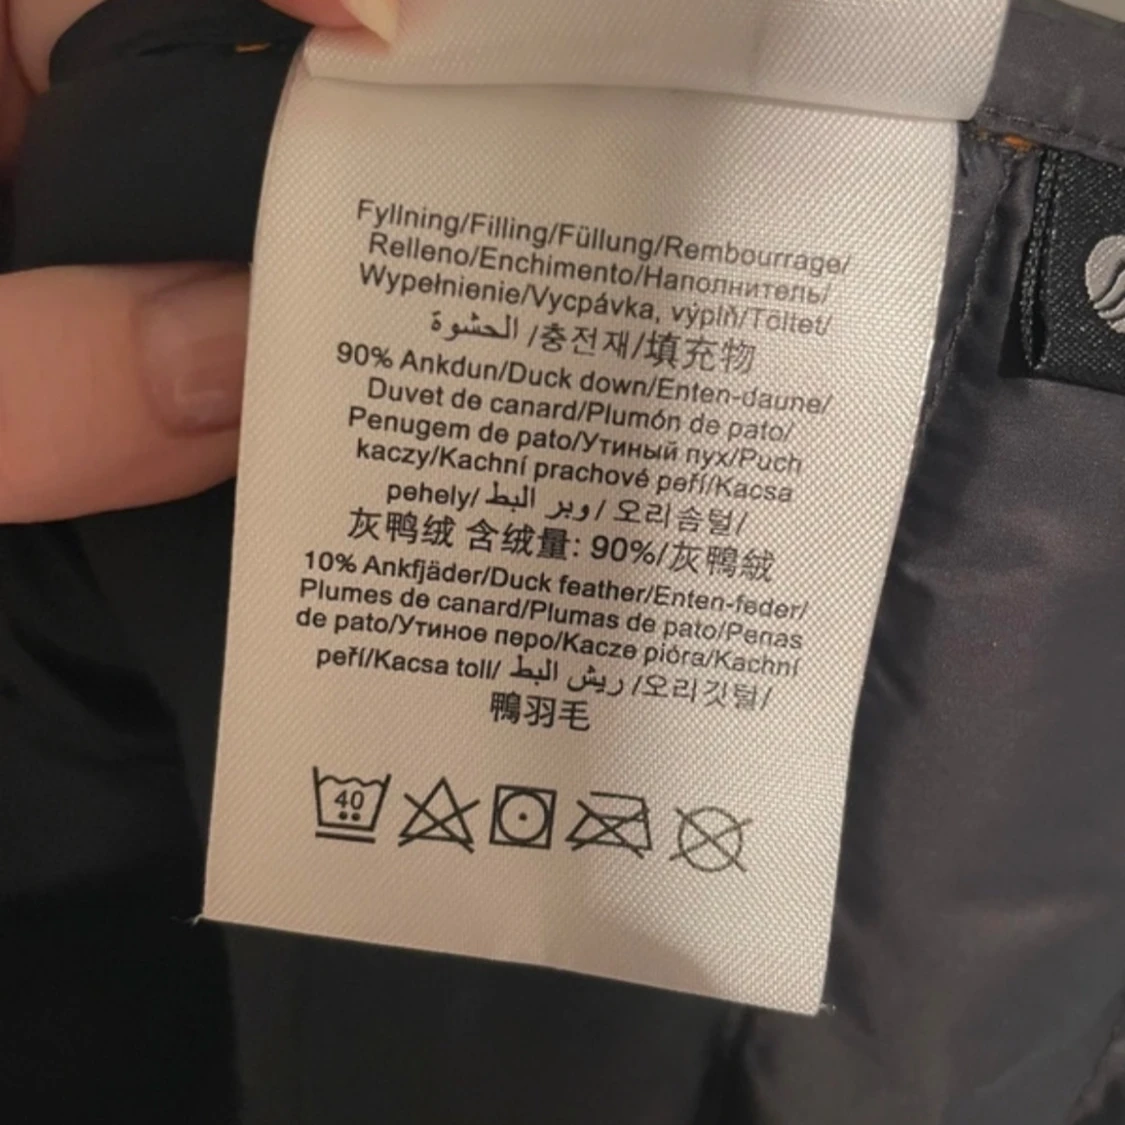 Fyllning/Filling/Füllung/Rembourrage/
Relleno/Enchimento/Наполнитель/
Wypełnienie/Vycpávka, výplň/Töltet/
الحشوة /충전재/填充物
90% Ankdun/Duck down/Enten-daune/
Duvet de canard/Plumón de pato/
Penugem de pato/Утиный пух/Puch
kaczy/Kachní prachové peří/Kacsa
pehely/ وبر البط/ 오리솜털/
灰鸭绒 含绒量: 90%/灰鴨絨
10% Ankfjäder/Duck feather/Enten-feder/
Plumes de canard/Plumas de pato/Penas
de pato/Утиное перо/Kacze pióra/Kachní
peří/Kacsa toll/ ريش البط /오리깃털/
鴨羽毛
40